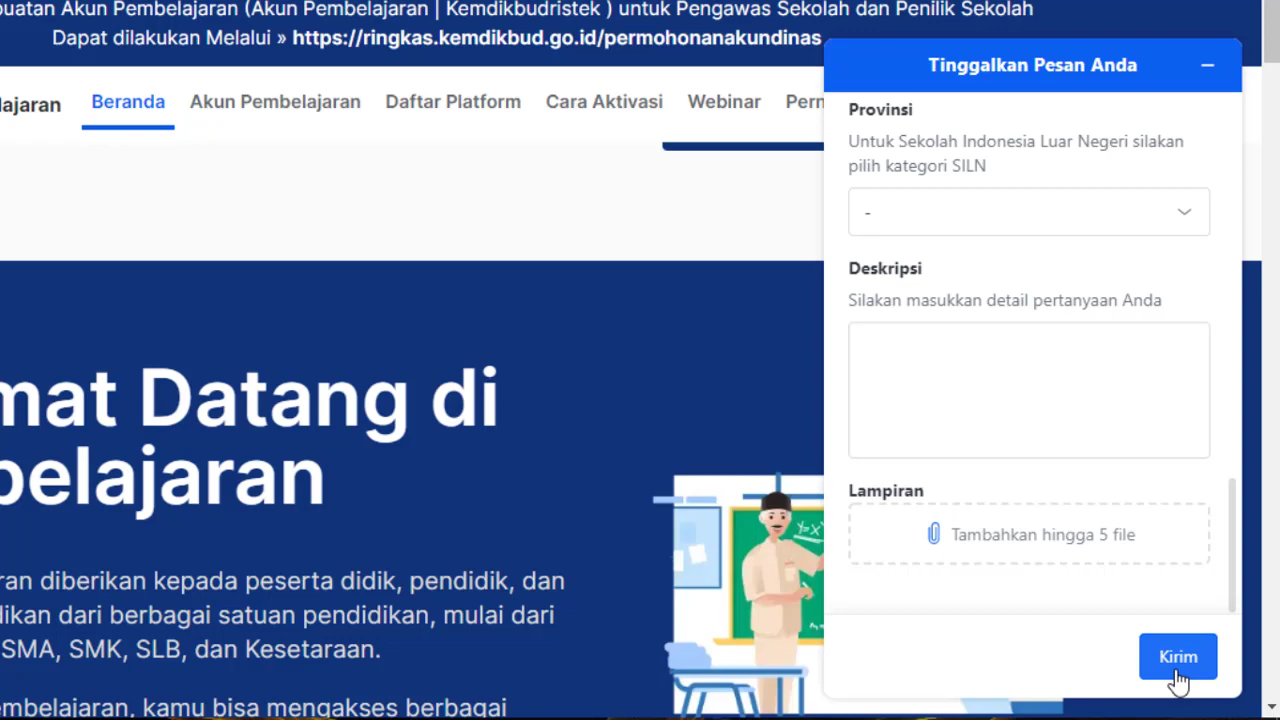 Akun Pembelajaran (Akun Pembelajaran | Kemdikbudristek ) untuk Pengawas Sekolah dan Penilik Sekolah
Dapat dilakukan Melalui » https://ringkas.kemdikbud.go.id/permohonanakundinas
Beranda
Akun Pembelajaran
Daftar Platform
Cara Aktivasi
Webinar
Tinggalkan Pesan Anda
Provinsi
Untuk Sekolah Indonesia Luar Negeri silakan
pilih kategori SILN
-
Deskripsi
Silakan masukkan detail pertanyaan Anda
Lampiran
Tambahkan hingga 5 file
Kirim
mat Datang di
belajaran
ran diberikan kepada peserta didik, pendidik, dan
dikan dari berbagai satuan pendidikan, mulai dari
SMA, SMK, SLB, dan Kesetaraan.
embelajaran, kamu bisa mengakses berbagai